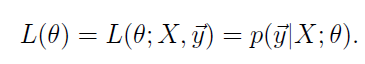 L(θ) = L(θ; X, y⃗) = p(y⃗|X; θ).